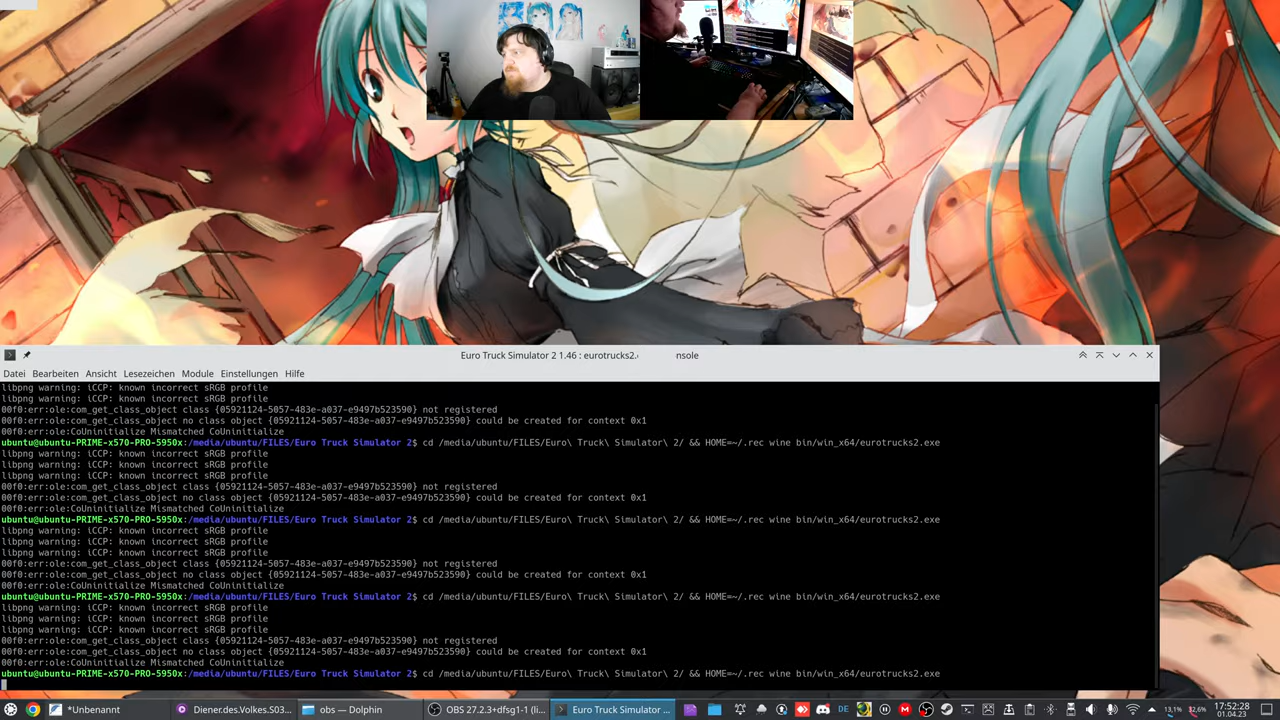 Euro Truck Simulator 2 1.46 : eurotrucks2. nsole
Datei Bearbeiten Ansicht Lesezeichen Module Einstellungen Hilfe
libpng warning: iCCP: known incorrect sRGB profile
libpng warning: iCCP: known incorrect sRGB profile
00f0:err:ole:com_get_class_object class {05921124-5057-483e-a037-e9497b523590} not registered
00f0:err:ole:com_get_class_object no class object {05921124-5057-483e-a037-e9497b523590} could be created for context 0x1
00f0:err:ole:CoUninitialize Mismatched CoUninitialize
ubuntu@ubuntu-PRIME-x570-PRO-5950x:/media/ubuntu/FILES/Euro Truck Simulator 2$ cd /media/ubuntu/FILES/Euro\ Truck\ Simulator\ 2/ && HOME=~/.rec wine bin/win_x64/eurotrucks2.exe
libpng warning: iCCP: known incorrect sRGB profile
libpng warning: iCCP: known incorrect sRGB profile
libpng warning: iCCP: known incorrect sRGB profile
00f0:err:ole:com_get_class_object class {05921124-5057-483e-a037-e9497b523590} not registered
00f0:err:ole:com_get_class_object no class object {05921124-5057-483e-a037-e9497b523590} could be created for context 0x1
00f0:err:ole:CoUninitialize Mismatched CoUninitialize
ubuntu@ubuntu-PRIME-x570-PRO-5950x:/media/ubuntu/FILES/Euro Truck Simulator 2$ cd /media/ubuntu/FILES/Euro\ Truck\ Simulator\ 2/ && HOME=~/.rec wine bin/win_x64/eurotrucks2.exe
libpng warning: iCCP: known incorrect sRGB profile
libpng warning: iCCP: known incorrect sRGB profile
libpng warning: iCCP: known incorrect sRGB profile
00f0:err:ole:com_get_class_object class {05921124-5057-483e-a037-e9497b523590} not registered
00f0:err:ole:com_get_class_object no class object {05921124-5057-483e-a037-e9497b523590} could be created for context 0x1
00f0:err:ole:CoUninitialize Mismatched CoUninitialize
ubuntu@ubuntu-PRIME-x570-PRO-5950x:/media/ubuntu/FILES/Euro Truck Simulator 2$ cd /media/ubuntu/FILES/Euro\ Truck\ Simulator\ 2/ && HOME=~/.rec wine bin/win_x64/eurotrucks2.exe
libpng warning: iCCP: known incorrect sRGB profile
libpng warning: iCCP: known incorrect sRGB profile
libpng warning: iCCP: known incorrect sRGB profile
00f0:err:ole:com_get_class_object class {05921124-5057-483e-a037-e9497b523590} not registered
00f0:err:ole:com_get_class_object no class object {05921124-5057-483e-a037-e9497b523590} could be created for context 0x1
00f0:err:ole:CoUninitialize Mismatched CoUninitialize
ubuntu@ubuntu-PRIME-x570-PRO-5950x:/media/ubuntu/FILES/Euro Truck Simulator 2$ cd /media/ubuntu/FILES/Euro\ Truck\ Simulator\ 2/ && HOME=~/.rec wine bin/win_x64/eurotrucks2.exe
*Unbenannt Diener.des.Volkes.S03... obs — Dolphin OBS 27.2.3+dfsg1-1 (li... Euro Truck Simulator ... DE 13,1% 32,6% 17:52:28
01.04.23